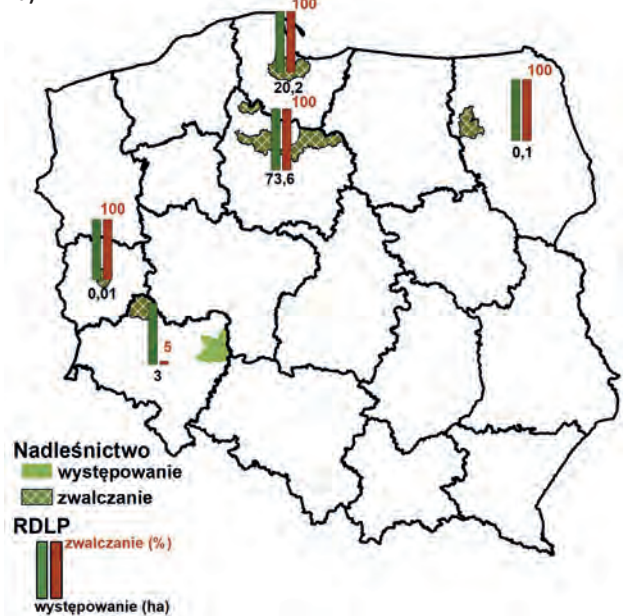 100
20,2
100
73,6
100
0,1
100
0,01
5
3
Nadleśnictwo
występowanie
zwalczanie
RDLP
zwalczanie (%)
występowanie (ha)